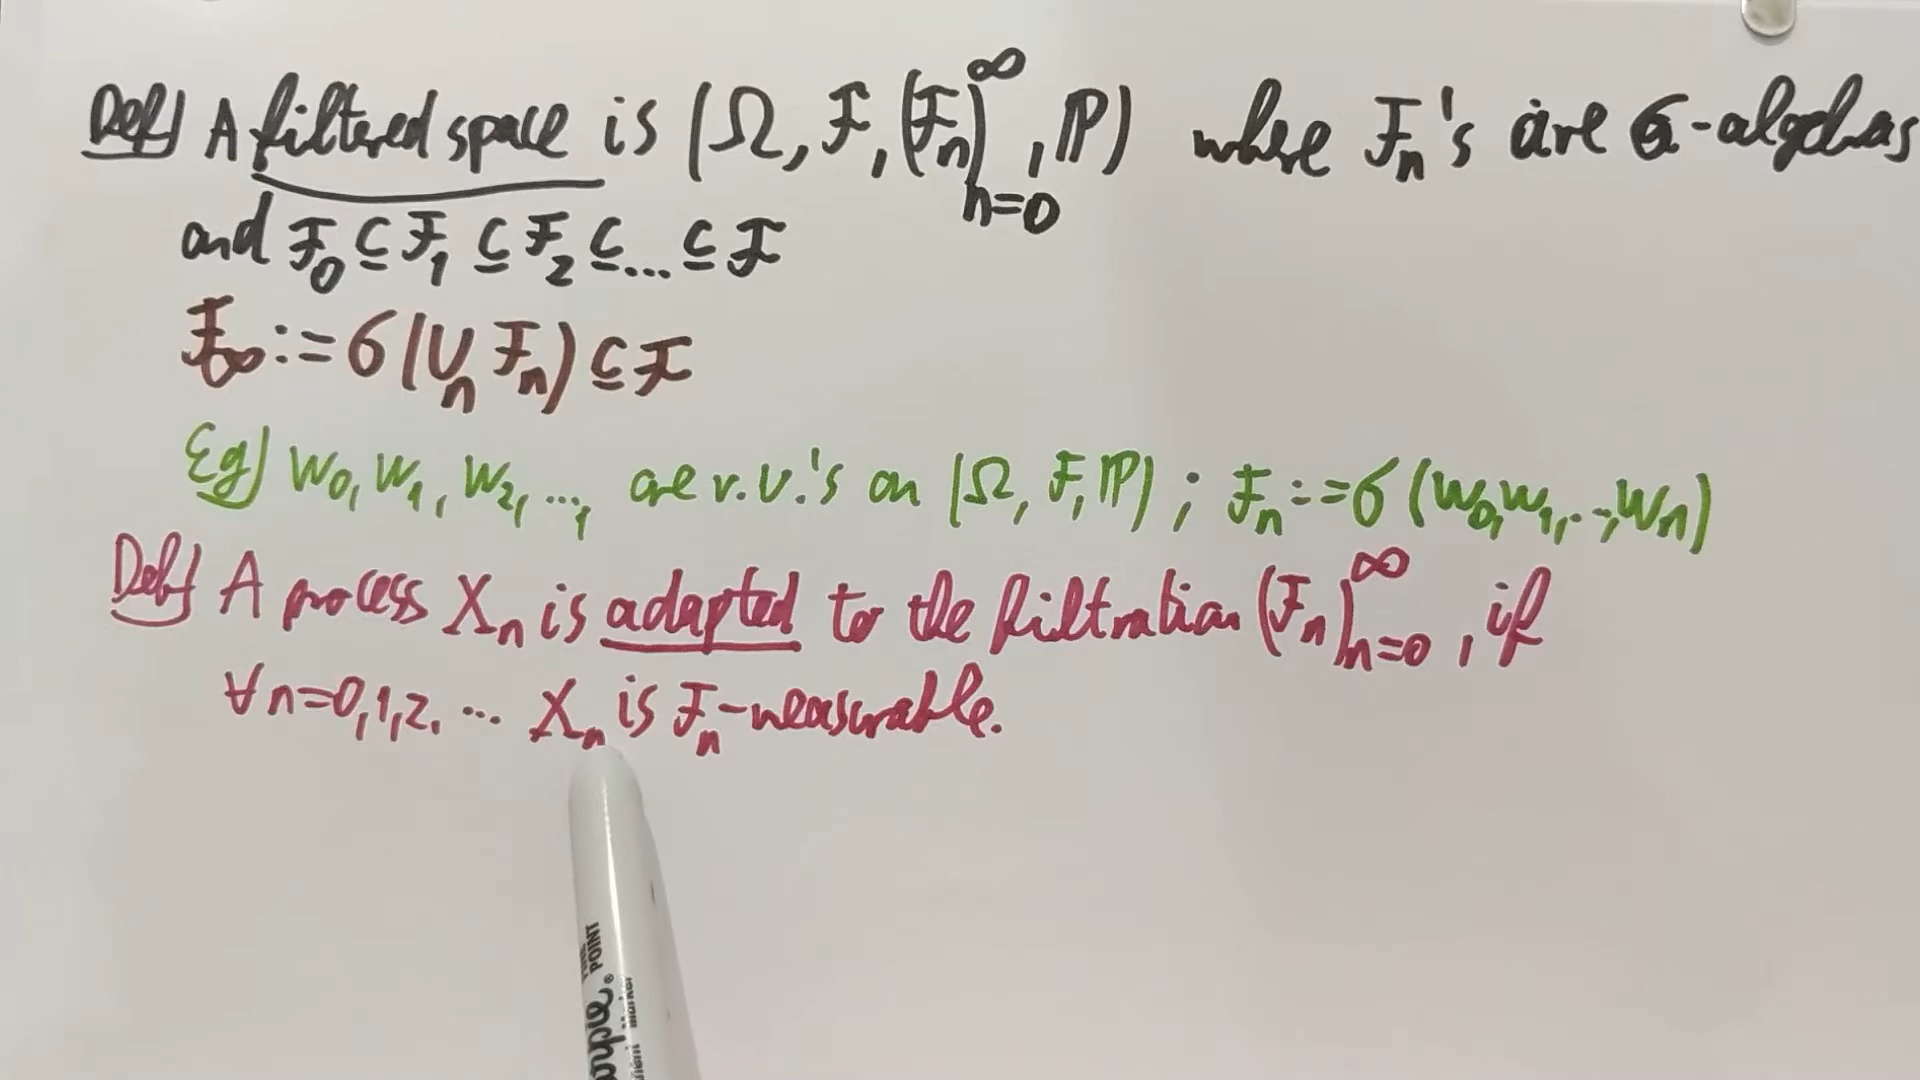 Def) A filtered space is (Ω, F, (Fn)∞n=0, ℙ) where Fn's are σ-algebras
and F0 ⊆ F1 ⊆ F2 ⊆ ... ⊆ F
F∞ := σ(∪n Fn) ⊆ F
Eg) W0, W1, W2, ..., are r.v.'s on (Ω, F, ℙ); Fn := σ(W0, W1, .., Wn)
Def) A process Xn is adapted to the filtration (Fn)∞n=0, if
∀n=0,1,2, ... Xn is Fn-measurable.
POINT